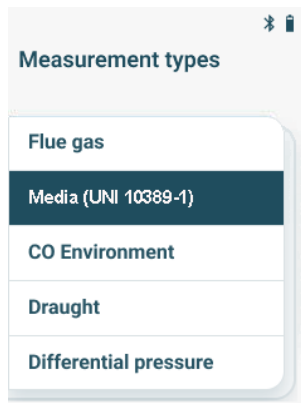 Measurement types
Flue gas
Media (UNI 10389-1)
CO Environment
Draught
Differential pressure